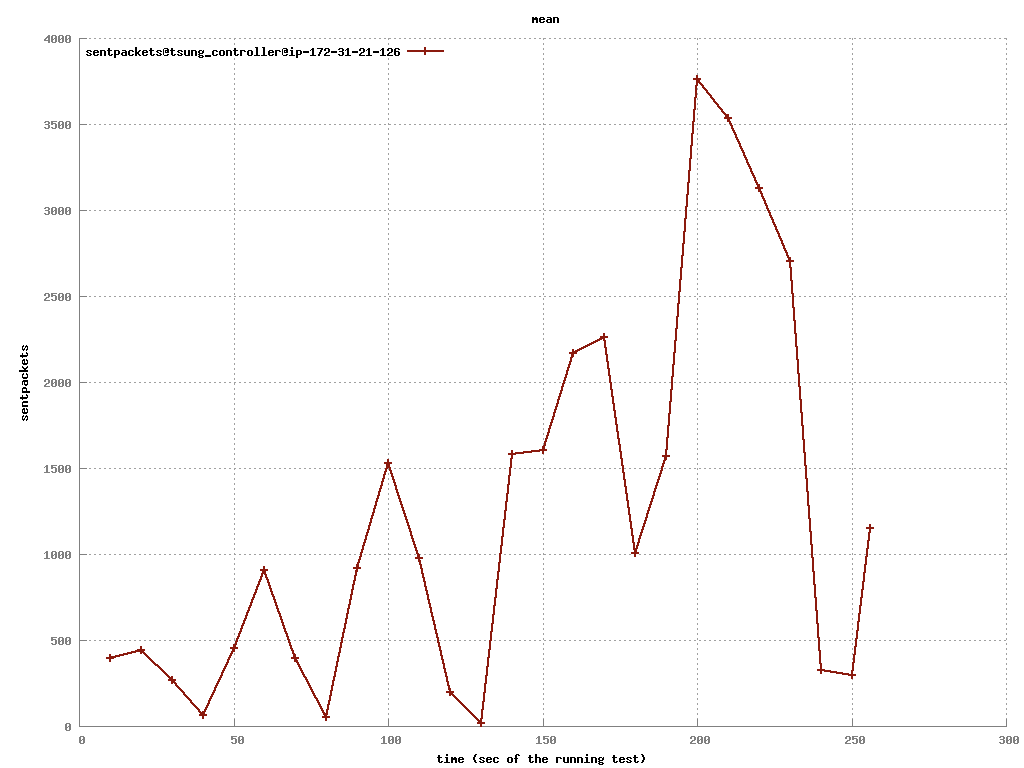 mean
4000
sentpackets@tsung_controller@ip-172-31-21-126
3500
3000
2500
2000
1500
1000
500
0
sentpackets
0 50 100 150 200 250 300
time (sec of the running test)